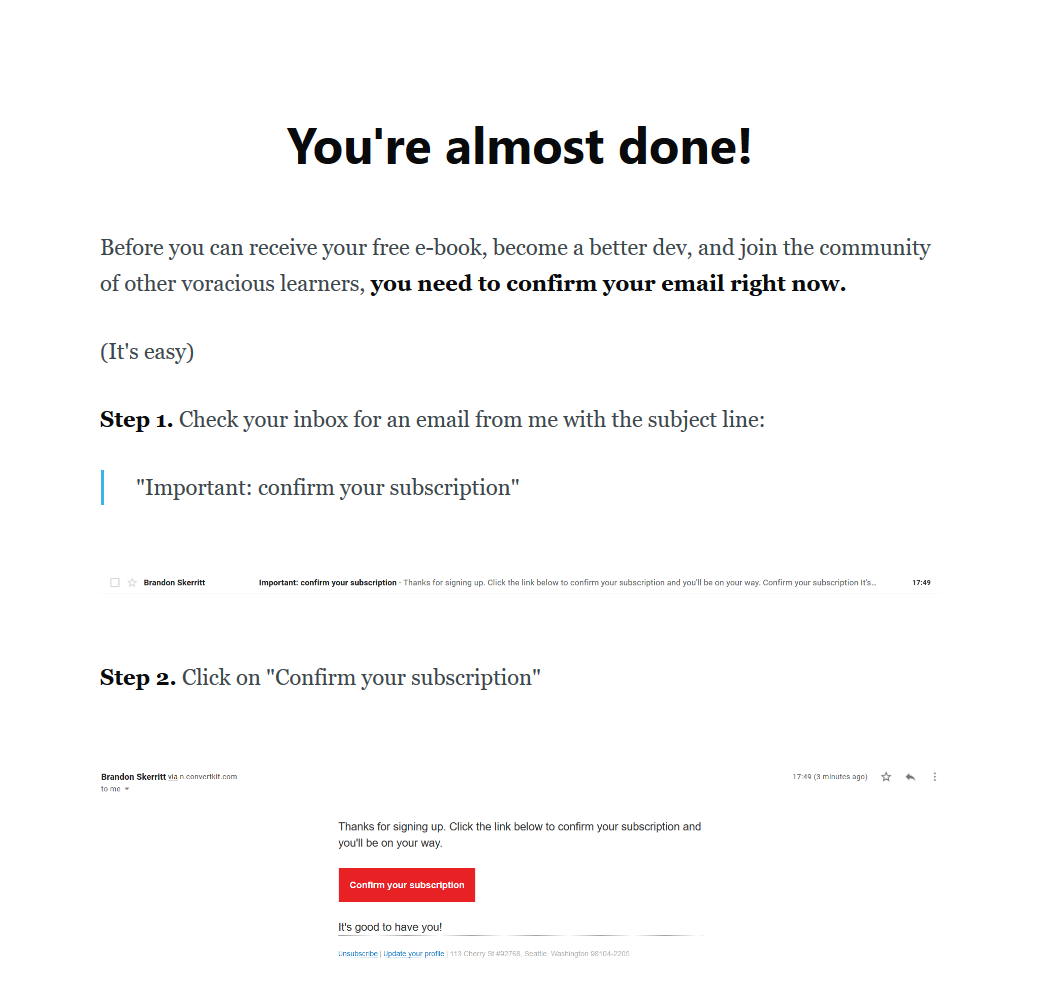 You're almost done!
Before you can receive your free e-book, become a better dev, and join the community
of other voracious learners, you need to confirm your email right now.
(It's easy)
Step 1. Check your inbox for an email from me with the subject line:
"Important: confirm your subscription"
Brandon Skerritt Important: confirm your subscription - Thanks for signing up. Click the link below to confirm your subscription and you'll be on your way. Confirm your subscription It's... 17:49
Step 2. Click on "Confirm your subscription"
Brandon Skerritt via n.convertkit.com 17:49 (3 minutes ago)
to me
Thanks for signing up. Click the link below to confirm your subscription and
you'll be on your way.
Confirm your subscription
It's good to have you!
Unsubscribe | Update your profile | 113 Cherry St #92768, Seattle, Washington 98104-2205